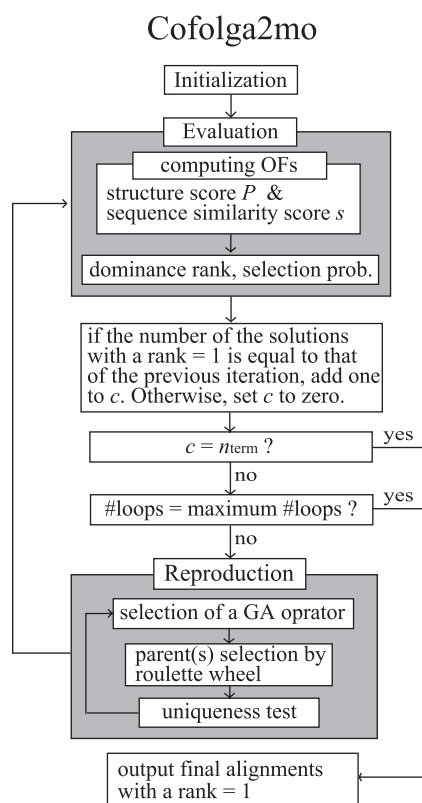 Cofolga2mo
Initialization
Evaluation
computing OFs
structure score P &
sequence similarity score s
dominance rank, selection prob.
if the number of the solutions
with a rank = 1 is equal to that
of the previous iteration, add one
to c. Otherwise, set c to zero.
c = nterm ?
yes
no
#loops = maximum #loops ?
yes
no
Reproduction
selection of a GA oprator
parent(s) selection by
roulette wheel
uniqueness test
output final alignments
with a rank = 1